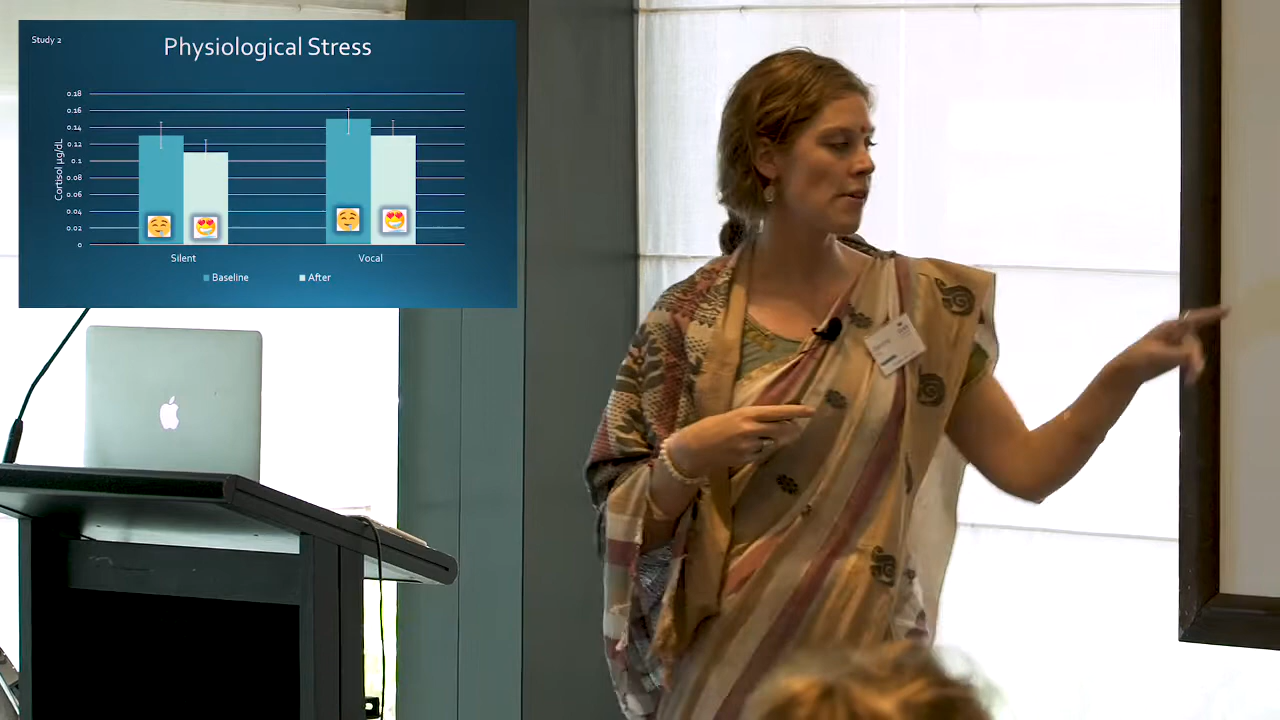 Study 2
Physiological Stress
0.18
0.16
0.14
0.12
0.1
0.08
0.06
0.04
0.02
0
Cortisol µg/dL
Silent
Vocal
Baseline
After